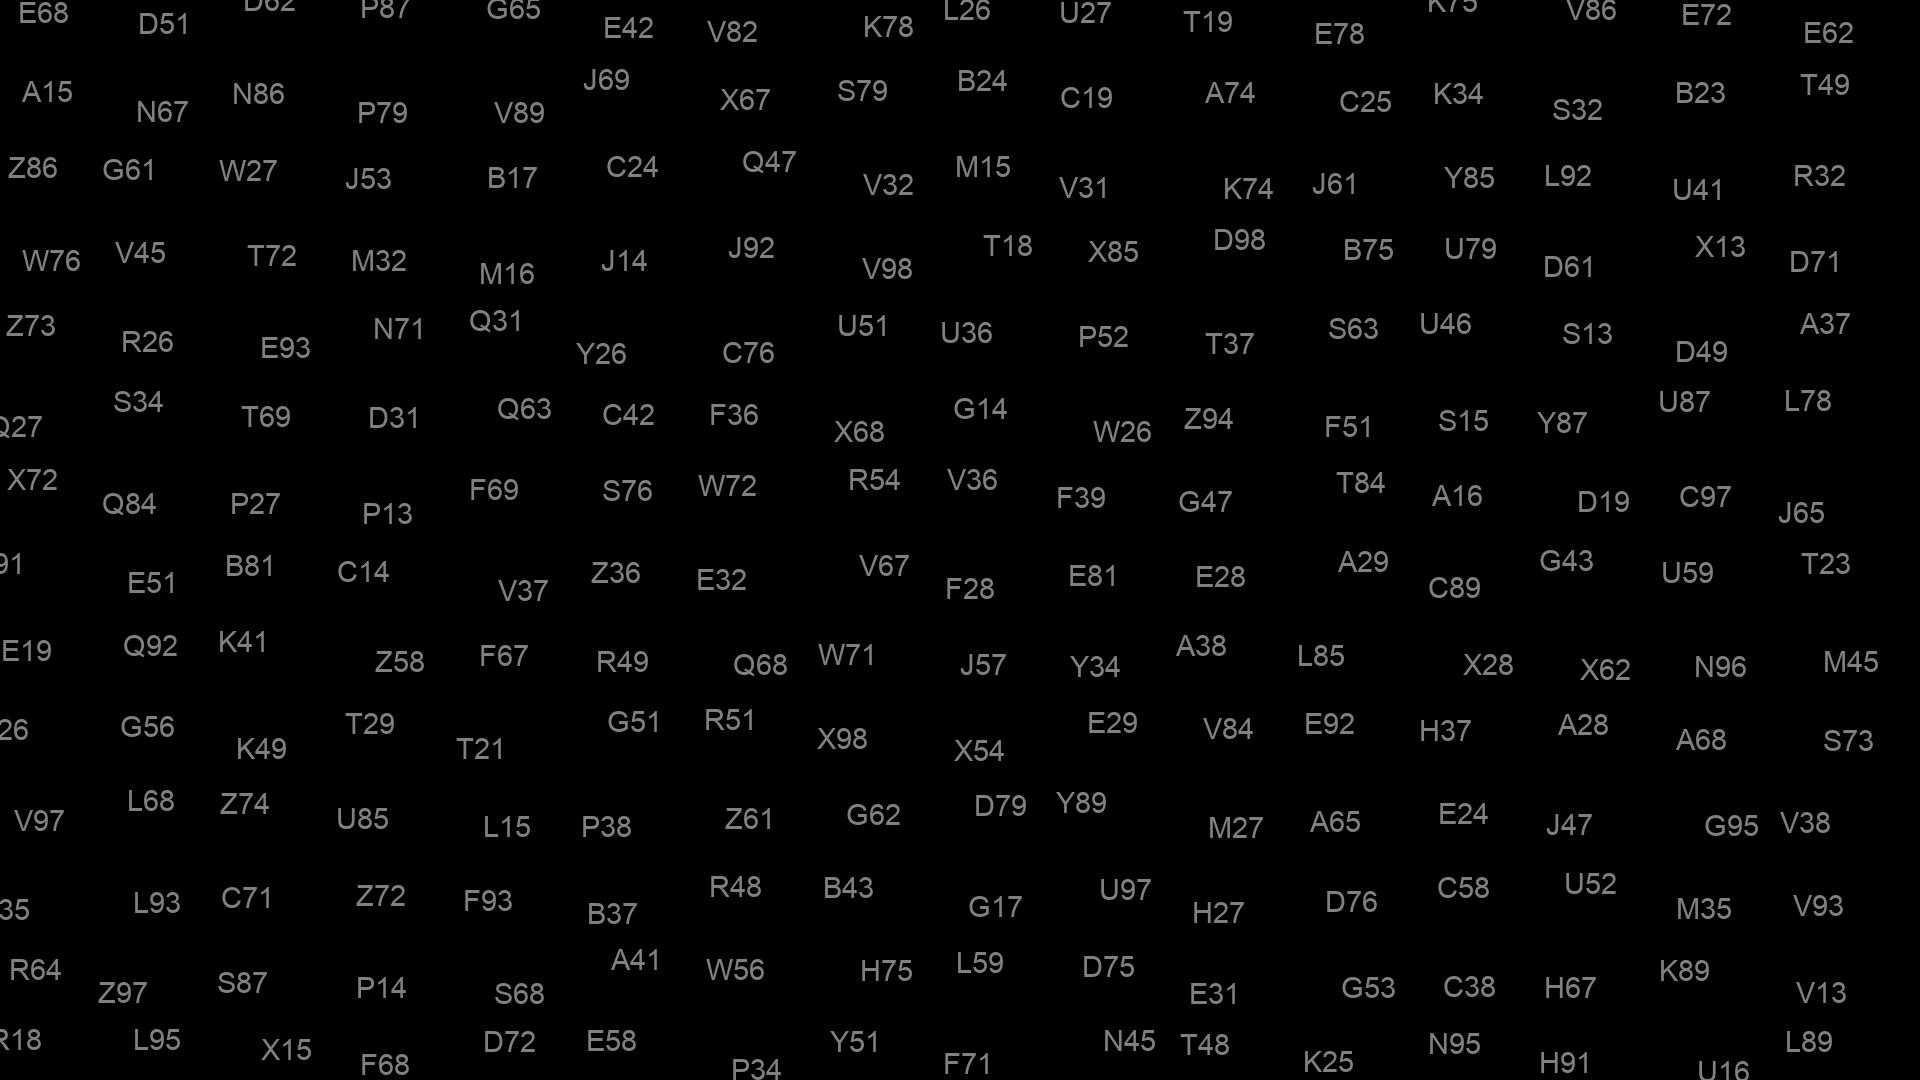 E68 D51 D62 P87 G65 E42 V82 K78 L26 U27 T19 E78 K75 V86 E72 E62
A15 N67 N86 P79 V89 J69 X67 S79 B24 C19 A74 C25 K34 S32 B23 T49
Z86 G61 W27 J53 B17 C24 Q47 V32 M15 V31 K74 J61 Y85 L92 U41 R32
W76 V45 T72 M32 M16 J14 J92 V98 T18 X85 D98 B75 U79 D61 X13 D71
Z73 R26 E93 N71 Q31 Y26 C76 U51 U36 P52 T37 S63 U46 S13 D49 A37
Q27 S34 T69 D31 Q63 C42 F36 X68 G14 W26 Z94 F51 S15 Y87 U87 L78
X72 Q84 P27 P13 F69 S76 W72 R54 V36 F39 G47 T84 A16 D19 C97 J65
91 E51 B81 C14 V37 Z36 E32 V67 F28 E81 E28 A29 C89 G43 U59 T23
E19 Q92 K41 Z58 F67 R49 Q68 W71 J57 Y34 A38 L85 X28 X62 N96 M45
26 G56 K49 T29 T21 G51 R51 X98 X54 E29 V84 E92 H37 A28 A68 S73
V97 L68 Z74 U85 L15 P38 Z61 G62 D79 Y89 M27 A65 E24 J47 G95 V38
35 L93 C71 Z72 F93 B37 R48 B43 G17 U97 H27 D76 C58 U52 M35 V93
R64 Z97 S87 P14 S68 A41 W56 H75 L59 D75 E31 G53 C38 H67 K89 V13
R18 L95 X15 F68 D72 E58 P34 Y51 F71 N45 T48 K25 N95 H91 U16 L89